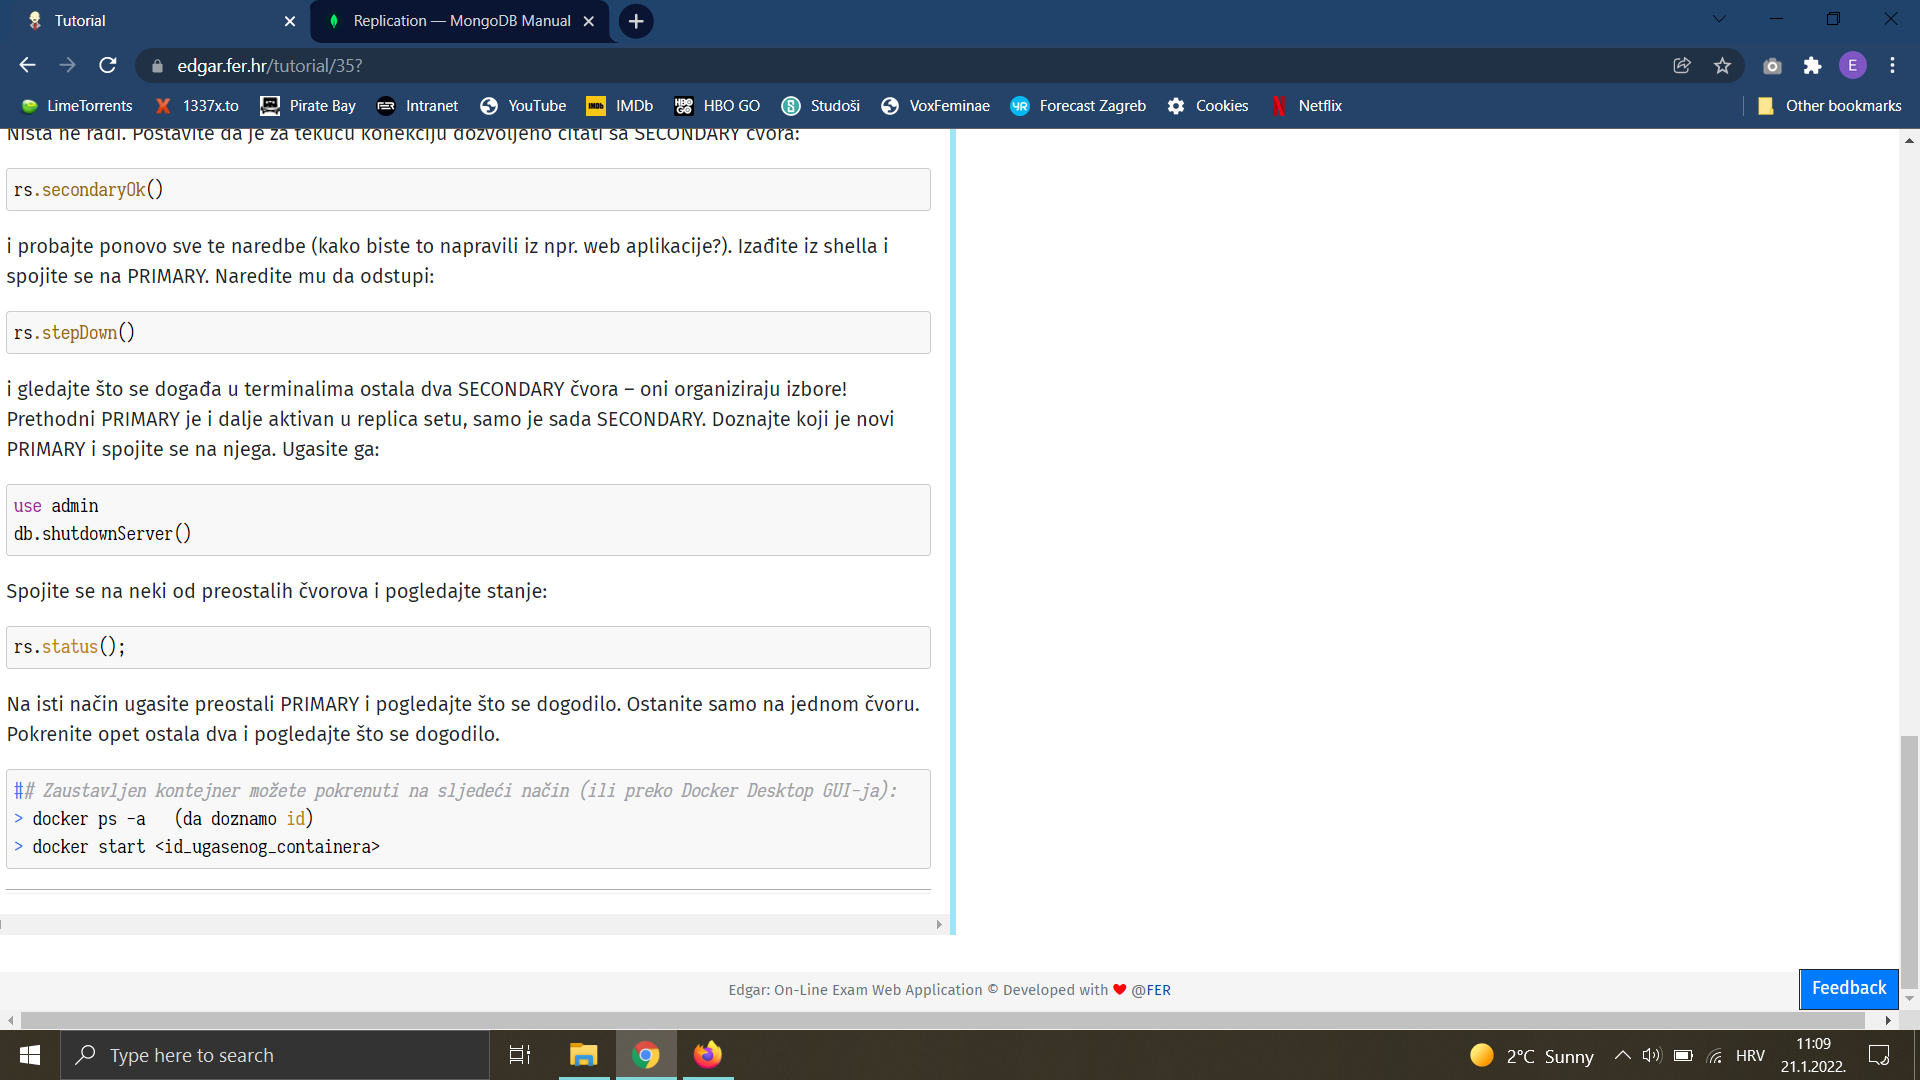 Tutorial
Replication — MongoDB Manual
edgar.fer.hr/tutorial/35?
E
LimeTorrents 1337x.to Pirate Bay Intranet YouTube IMDb HBO GO Studoši VoxFeminae Forecast Zagreb Cookies Netflix Other bookmarks
Ništa ne radi. Postavite da je za tekuću konekciju dozvoljeno čitati sa SECONDARY čvora:
rs.secondaryOk()
i probajte ponovo sve te naredbe (kako biste to napravili iz npr. web aplikacije?). Izađite iz shella i
spojite se na PRIMARY. Naredite mu da odstupi:
rs.stepDown()
i gledajte što se događa u terminalima ostala dva SECONDARY čvora – oni organiziraju izbore!
Prethodni PRIMARY je i dalje aktivan u replica setu, samo je sada SECONDARY. Doznajte koji je novi
PRIMARY i spojite se na njega. Ugasite ga:
use admin
db.shutdownServer()
Spojite se na neki od preostalih čvorova i pogledajte stanje:
rs.status();
Na isti način ugasite preostali PRIMARY i pogledajte što se dogodilo. Ostanite samo na jednom čvoru.
Pokrenite opet ostala dva i pogledajte što se dogodilo.
## Zaustavljen kontejner možete pokrenuti na sljedeći način (ili preko Docker Desktop GUI-ja):
> docker ps -a   (da doznamo id)
> docker start <id_ugasenog_containera>
Edgar: On-Line Exam Web Application © Developed with ❤ @FER
Feedback
Type here to search
2°C Sunny
HRV
11:09
21.1.2022.